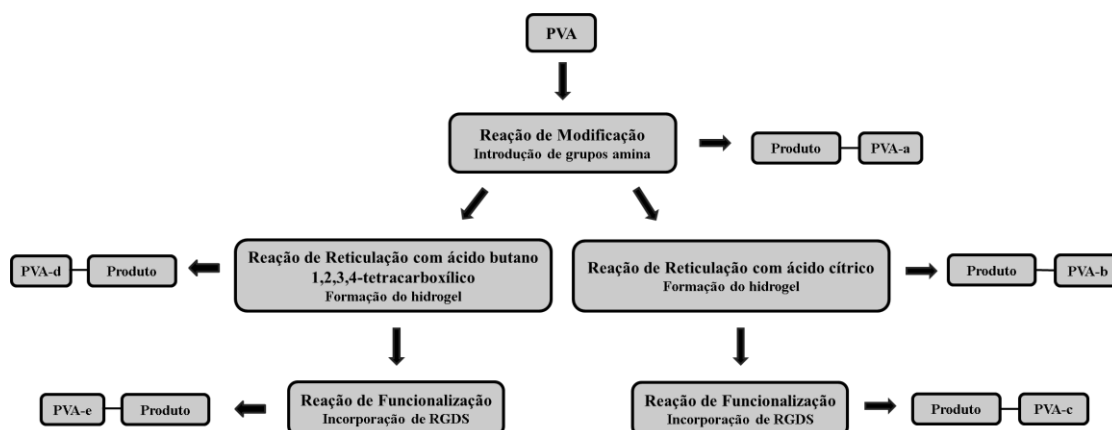 PVA
Reação de Modificação
Introdução de grupos amina
Produto
PVA-a
PVA-d
Produto
Reação de Reticulação com ácido butano
1,2,3,4-tetracarboxílico
Formação do hidrogel
Reação de Reticulação com ácido cítrico
Formação do hidrogel
Produto
PVA-b
PVA-e
Produto
Reação de Funcionalização
Incorporação de RGDS
Reação de Funcionalização
Incorporação de RGDS
Produto
PVA-c